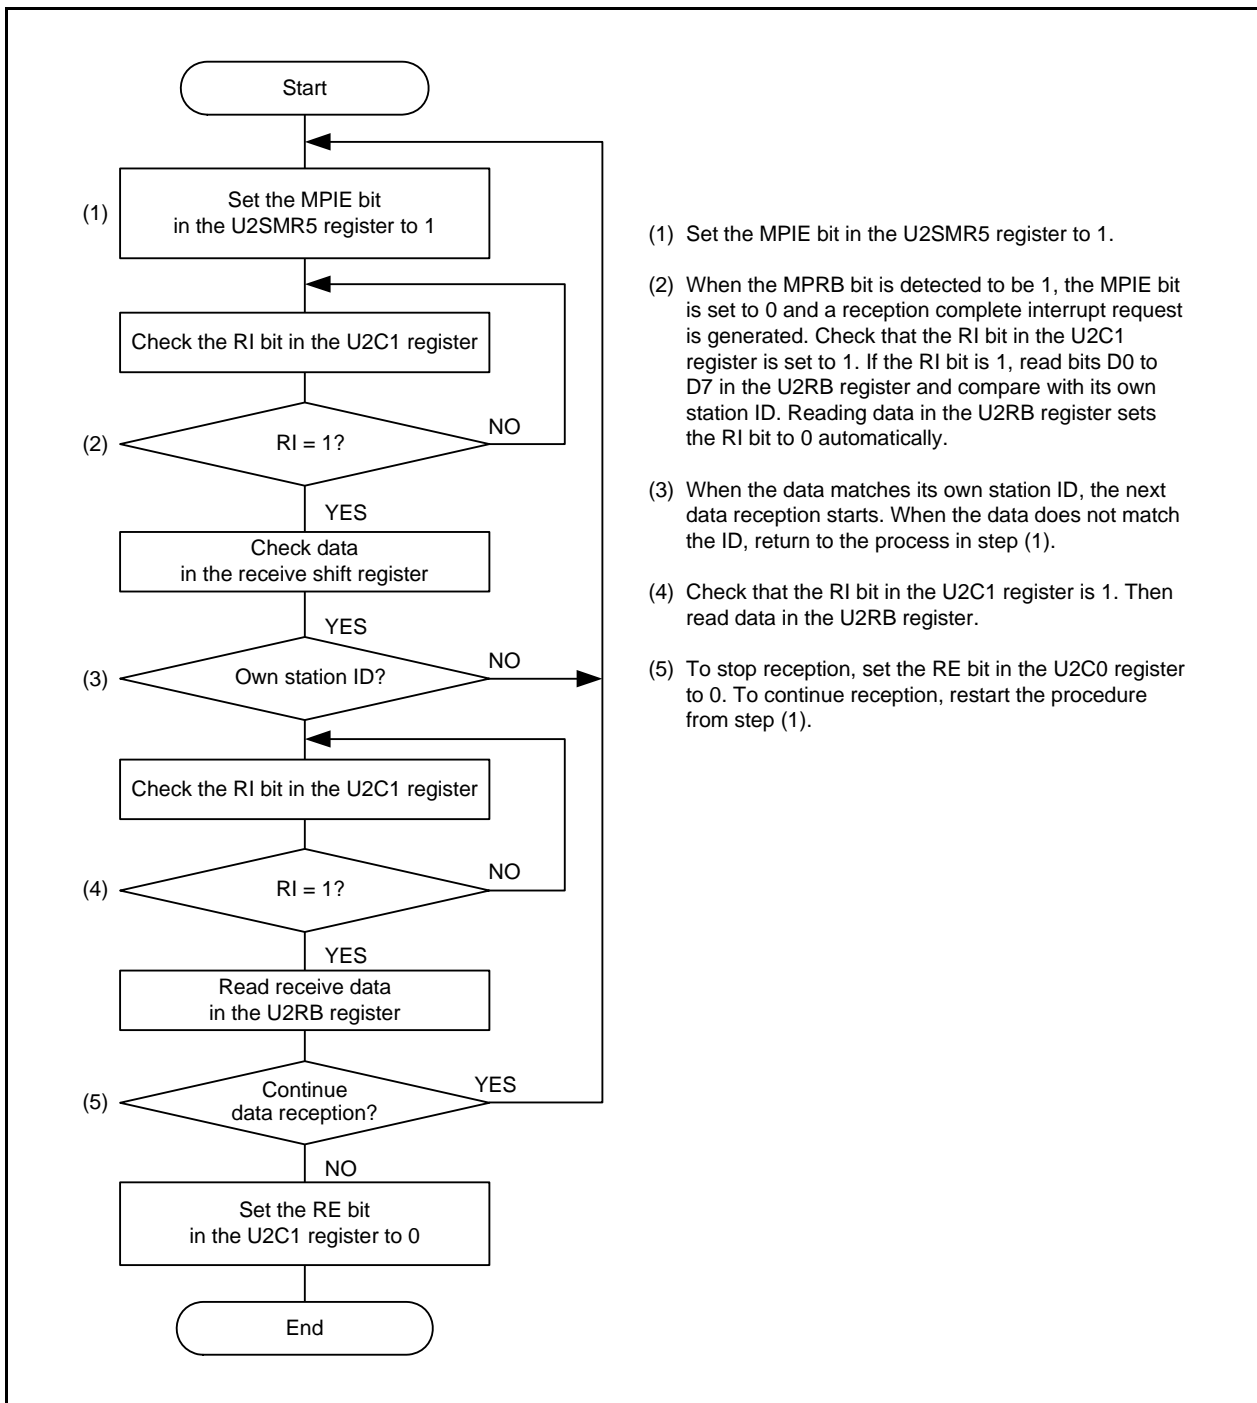 Start
(1)
Set the MPIE bit
in the U2SMR5 register to 1
Check the RI bit in the U2C1 register
(2)
RI = 1?
NO
YES
Check data
in the receive shift register
YES
(3)
Own station ID?
NO
Check the RI bit in the U2C1 register
(4)
RI = 1?
NO
YES
Read receive data
in the U2RB register
(5)
Continue
data reception?
YES
NO
Set the RE bit
in the U2C1 register to 0
End
(1) Set the MPIE bit in the U2SMR5 register to 1.
(2) When the MPRB bit is detected to be 1, the MPIE bit
is set to 0 and a reception complete interrupt request
is generated. Check that the RI bit in the U2C1
register is set to 1. If the RI bit is 1, read bits D0 to
D7 in the U2RB register and compare with its own
station ID. Reading data in the U2RB register sets
the RI bit to 0 automatically.
(3) When the data matches its own station ID, the next
data reception starts. When the data does not match
the ID, return to the process in step (1).
(4) Check that the RI bit in the U2C1 register is 1. Then
read data in the U2RB register.
(5) To stop reception, set the RE bit in the U2C0 register
to 0. To continue reception, restart the procedure
from step (1).